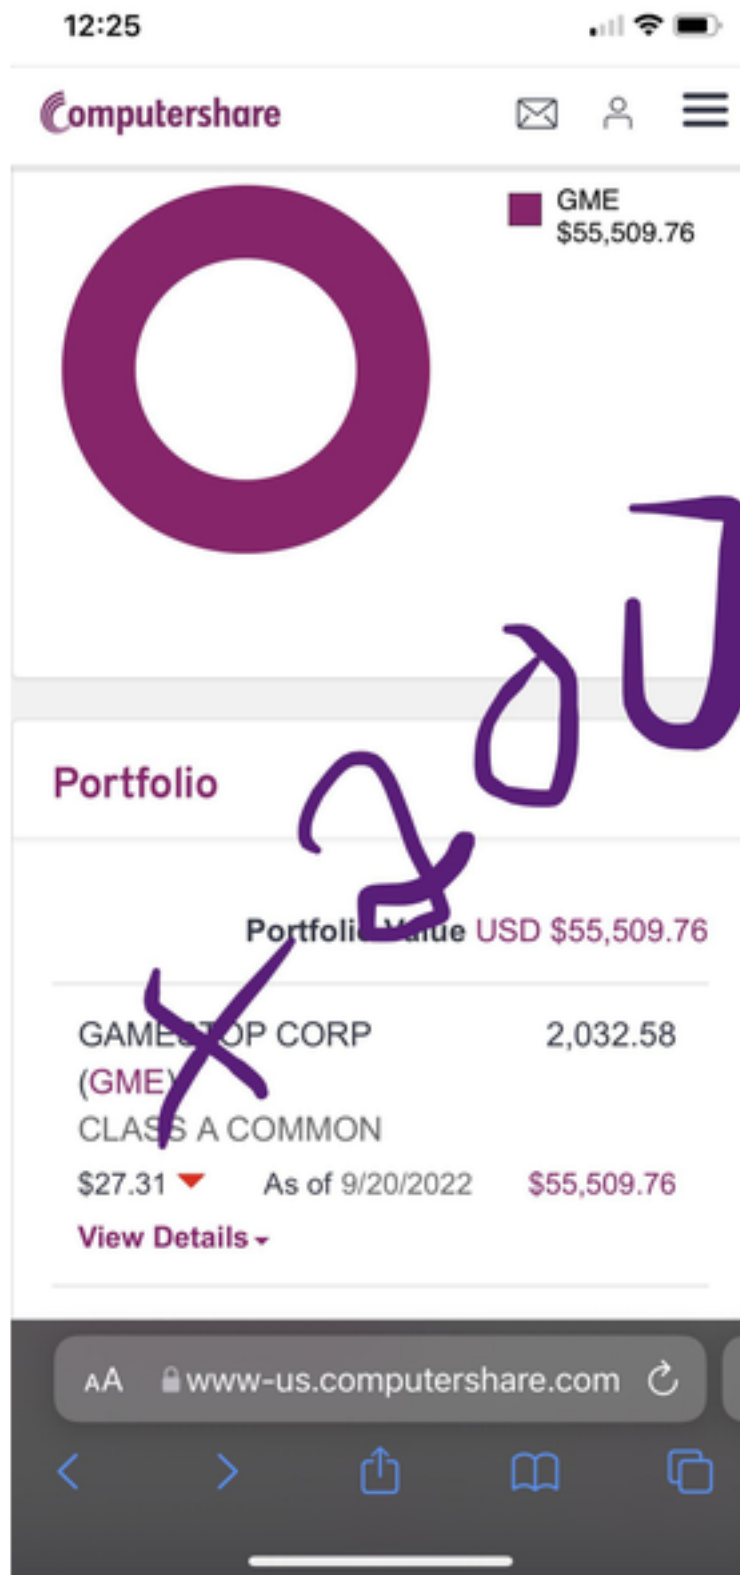 12:25
Computershare
GME
$55,509.76
Portfolio
Portfolio Value USD $55,509.76
GAMESTOP CORP 2,032.58
(GME)
CLASS A COMMON
$27.31 As of 9/20/2022 $55,509.76
View Details
AA www-us.computershare.com